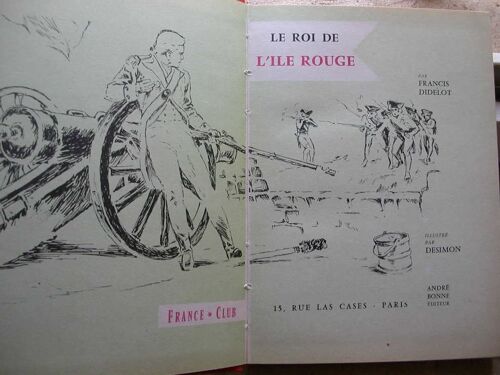 LE ROI DE
L'ILE ROUGE
PAR
FRANCIS
DIDELOT
ILLUSTRÉ
PAR
DESIMON
ANDRÉ
BONNE
ÉDITEUR
15, RUE LAS CASES - PARIS
FRANCE * CLUB